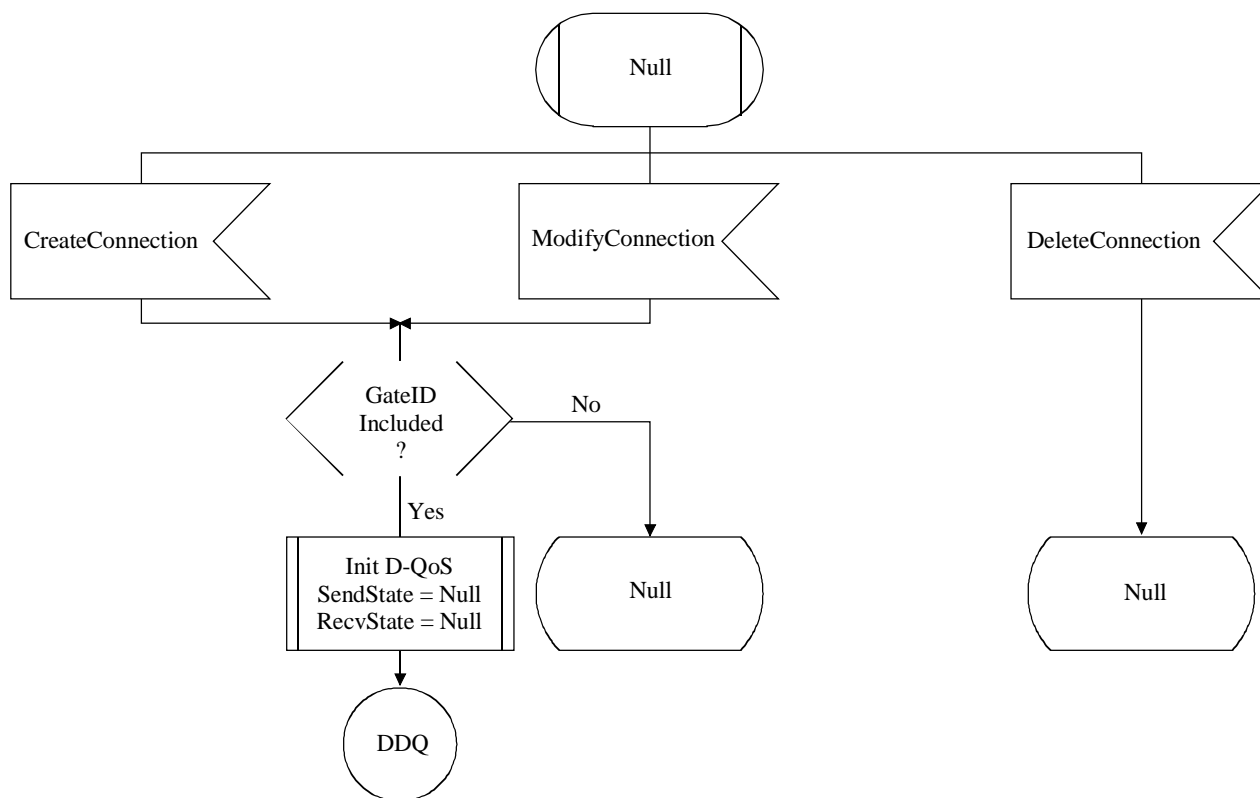 Null
CreateConnection
ModifyConnection
DeleteConnection
GateID
Included
?
No
Yes
Init D-QoS
SendState = Null
RecvState = Null
Null
Null
DDQ